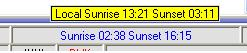 Local Sunrise 13:21 Sunset 03:11
Sunrise 02:38 Sunset 16:15